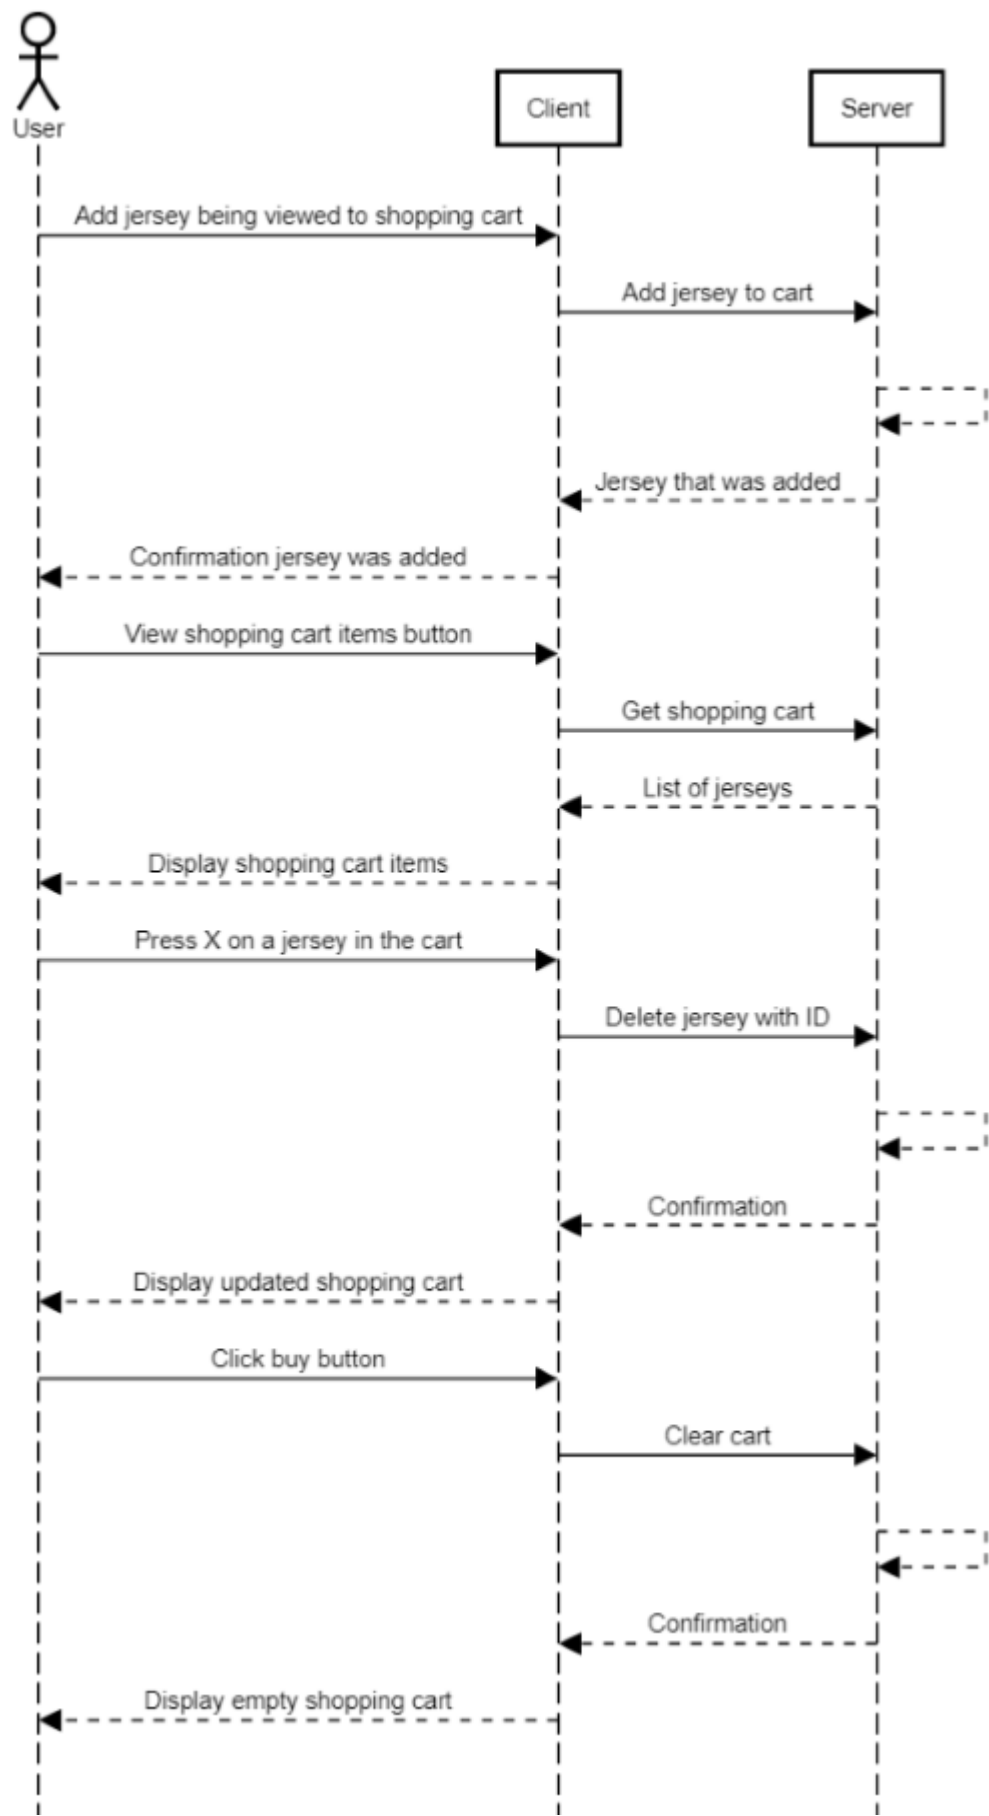 User
Client
Server
Add jersey being viewed to shopping cart
Add jersey to cart
Jersey that was added
Confirmation jersey was added
View shopping cart items button
Get shopping cart
List of jerseys
Display shopping cart items
Press X on a jersey in the cart
Delete jersey with ID
Confirmation
Display updated shopping cart
Click buy button
Clear cart
Confirmation
Display empty shopping cart